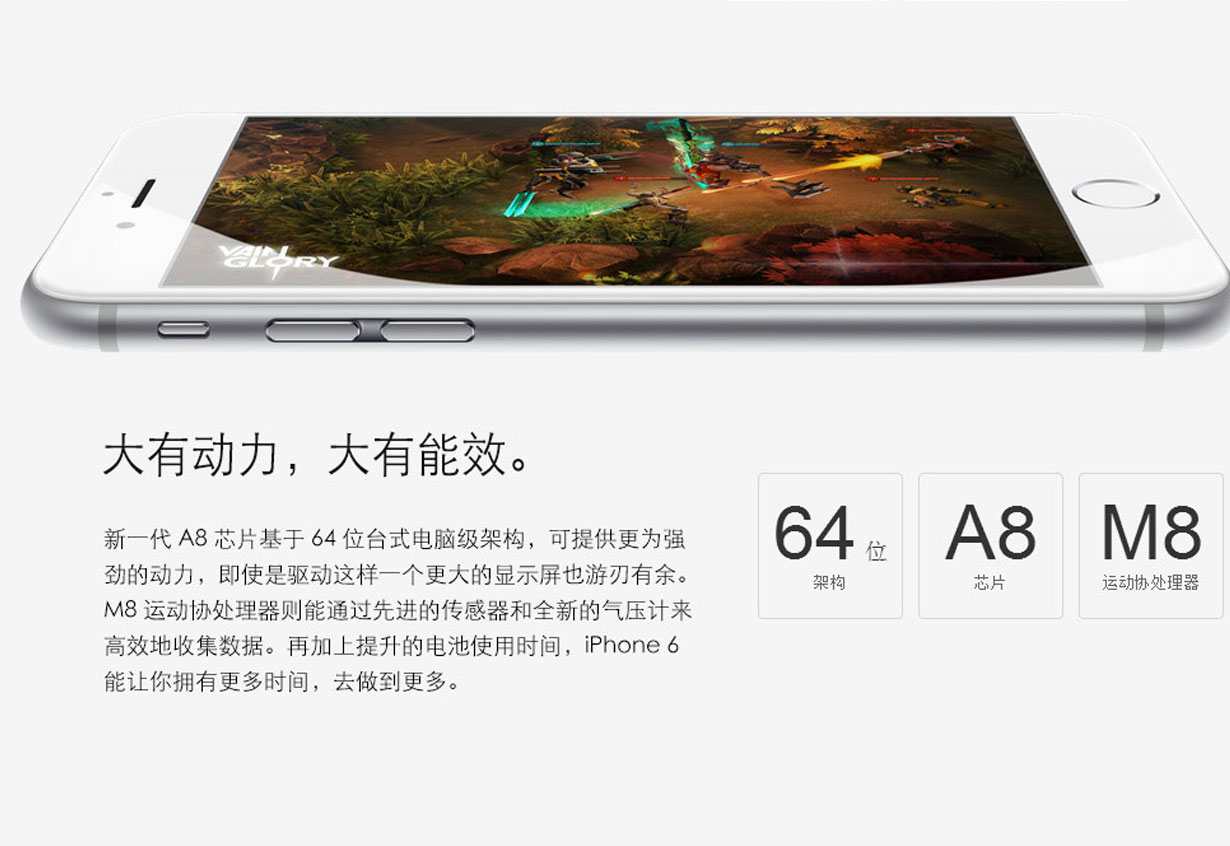 VAIN
GLORY
大有动力，大有能效。
新一代 A8 芯片基于 64 位台式电脑级架构，可提供更为强
劲的动力，即使是驱动这样一个更大的显示屏也游刃有余。
M8 运动协处理器则能通过先进的传感器和全新的气压计来
高效地收集数据。再加上提升的电池使用时间，iPhone 6
能让你拥有更多时间，去做到更多。
64 位
架构
A8
芯片
M8
运动协处理器